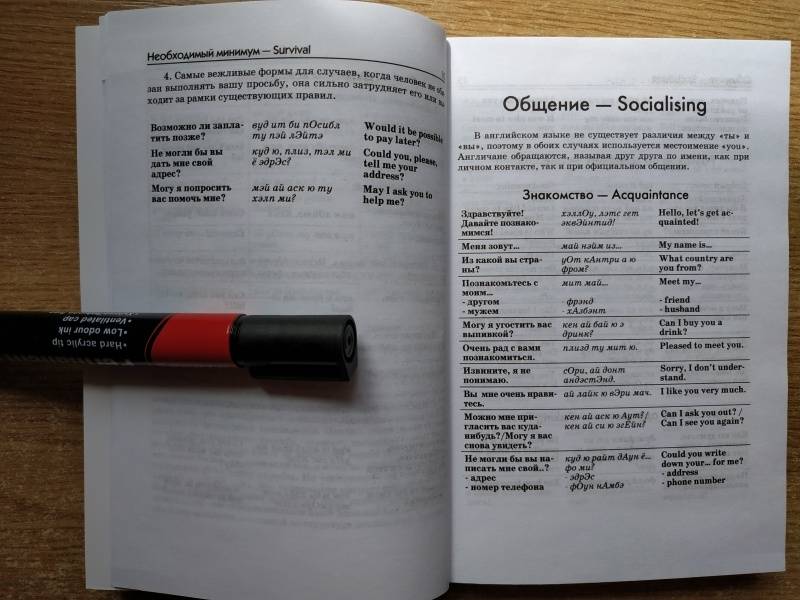 Необходимый минимум — Survival
4. Самые вежливые формы для случаев, когда человек не
зан выполнять вашу просьбу, она сильно затрудняет его или
ходит за рамки существующих правил.
Возможно ли запла- вуд ит би пОсибл Would it be possible
тить позже? ту пэй лЭйтэ to pay later?
Не могли бы вы куд ю, плиз, тэл ми Could you, please,
дать мне свой ё эдрЭс? tell me your
адрес? address?
Могу я попросить мэй ай аск ю ту May I ask you to
вас помочь мне? хэлп ми? help me?
Общение — Socialising
В английском языке не существует различия между «ты» и
«вы», поэтому в обоих случаях используется местоимение «you».
Англичане обращаются, называя друг друга по имени, как при
личном контакте, так и при официальном общении.
Знакомство — Acquaintance
Здравствуйте! хэллОу, лэтс гет Hello, let's get ac-
Давайте познако- эквЭйнтид! quainted!
мимся!
Меня зовут... май нэйм из... My name is...
Из какой вы стра- уОт кАнтри а ю What country are
ны? фром? you from?
Познакомьтесь с мит май... Meet my...
моим...
- другом - фрэнд - friend
- мужем - хАзбэнт - husband
Могу я угостить вас кен ай бай ю э Can I buy you a
выпивкой? дринк? drink?
Очень рад с вами плизд ту мит ю. Pleased to meet you.
познакомиться.
Извините, я не сОри, ай донт Sorry, I don't under-
понимаю. андэстЭнд. stand.
Вы мне очень нрави- ай лайк ю вЭри мач. I like you very much.
тесь.
Можно мне при- кен ай аск ю Аут?/ Can I ask you out? /
гласить вас куда- кен ай си ю эгЕйн? Can I see you again?
нибудь?/Могу я вас
снова увидеть?
Не могли бы вы на- куд ю райт дАун ё... Could you write
писать мне свой..? фо ми? down your... for me?
- адрес - эдрЭс - address
- номер телефона - фОун нАмбэ - phone number
• Hard acrylic tip
• Low odour ink
• Ventilated cap